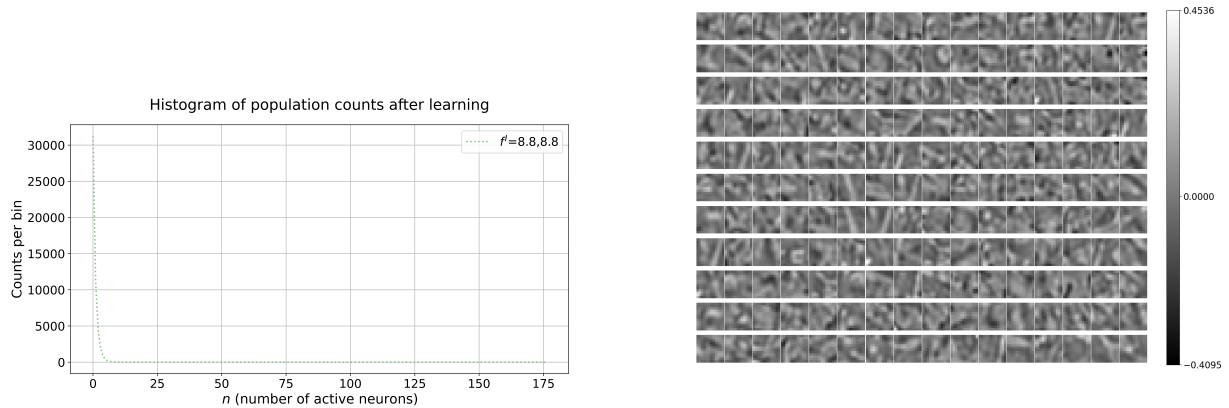 Histogram of population counts after learning
f^l=8.8,8.8
30000
25000
20000
15000
10000
5000
0
Counts per bin
0 25 50 75 100 125 150 175
n (number of active neurons)
0.4536
0.0000
−0.4095